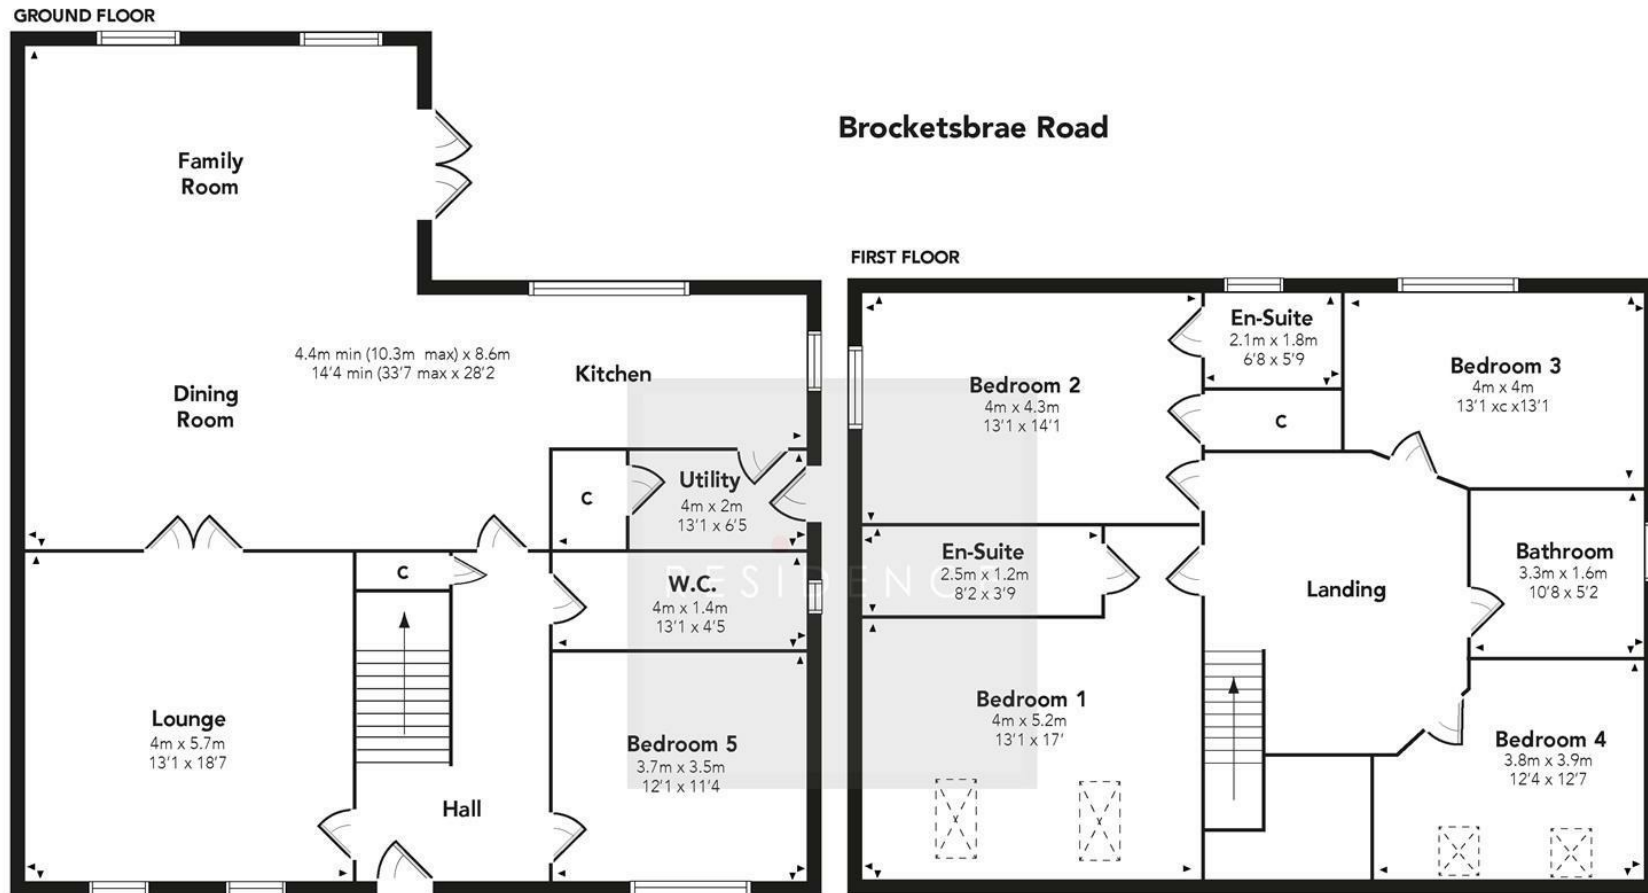 GROUND FLOOR
Brocketsbrae Road
Family
Room
4.4m min (10.3m max) x 8.6m
14'4 min (33'7 max x 28'2
Kitchen
Dining
Room
C
Utility
4m x 2m
13'1 x 6'5
C
W.C.
4m x 1.4m
13'1 x 4'5
Lounge
4m x 5.7m
13'1 x 18'7
Bedroom 5
3.7m x 3.5m
12'1 x 11'4
Hall
FIRST FLOOR
En-Suite
2.1m x 1.8m
6'8 x 5'9
Bedroom 3
4m x 4m
13'1 xc x13'1
Bedroom 2
4m x 4.3m
13'1 x 14'1
C
En-Suite
2.5m x 1.2m
8'2 x 3'9
Bathroom
3.3m x 1.6m
10'8 x 5'2
Landing
Bedroom 1
4m x 5.2m
13'1 x 17'
Bedroom 4
3.8m x 3.9m
12'4 x 12'7
RESIDENCE